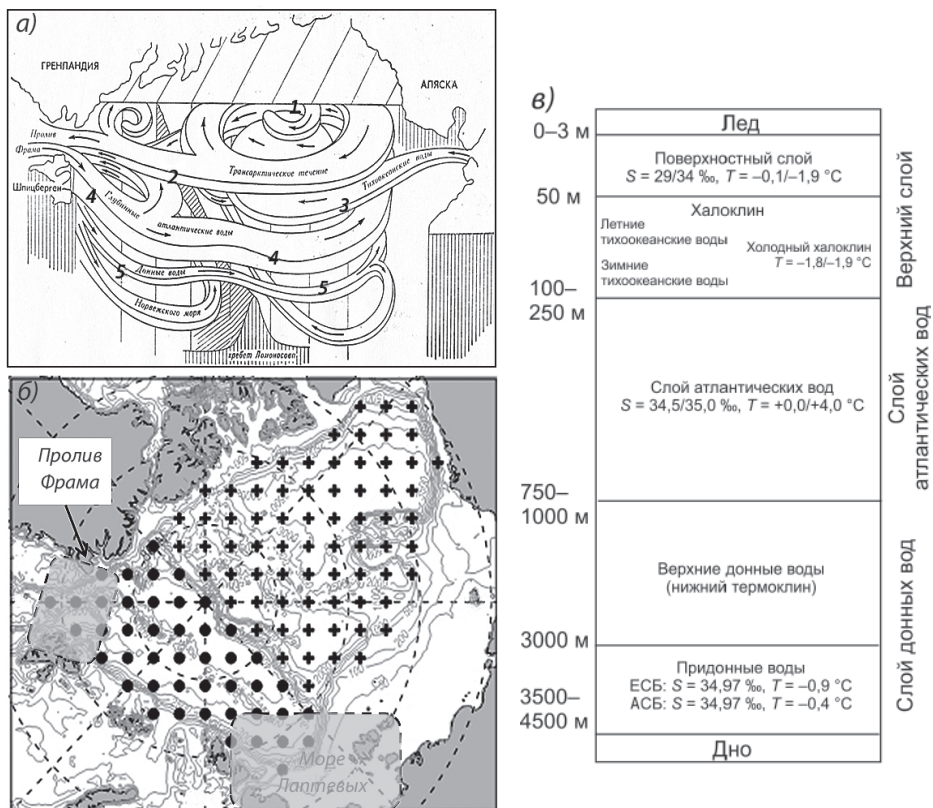 а)
ГРЕНЛАНДИЯ
АЛЯСКА
1
Пролив
Фрама
Трансарктическое течение
Тихоокеанские воды
Шпицберген
2
3
4
Глубинные
атлантические воды
4
5
Донные воды
5
Норвежского моря
хребет Ломоносова
б)
Пролив
Фрама
Море
Лаптевых
в)
Лед
0–3 м
Поверхностный слой
S = 29/34 ‰, T = –0,1/–1,9 °C
50 м
Халоклин
Летние
тихоокеанские воды
Холодный халоклин
T = –1,8/–1,9 °C
Зимние
тихоокеанские воды
100–
250 м
Верхний слой
Слой атлантических вод
S = 34,5/35,0 ‰, T = +0,0/+4,0 °C
Слой
атлантических вод
750–
1000 м
Верхние донные воды
(нижний термоклин)
3000 м
Придонные воды
ЕСБ: S = 34,97 ‰, T = –0,9 °C
АСБ: S = 34,97 ‰, T = –0,4 °C
3500–
4500 м
Слой донных вод
Дно